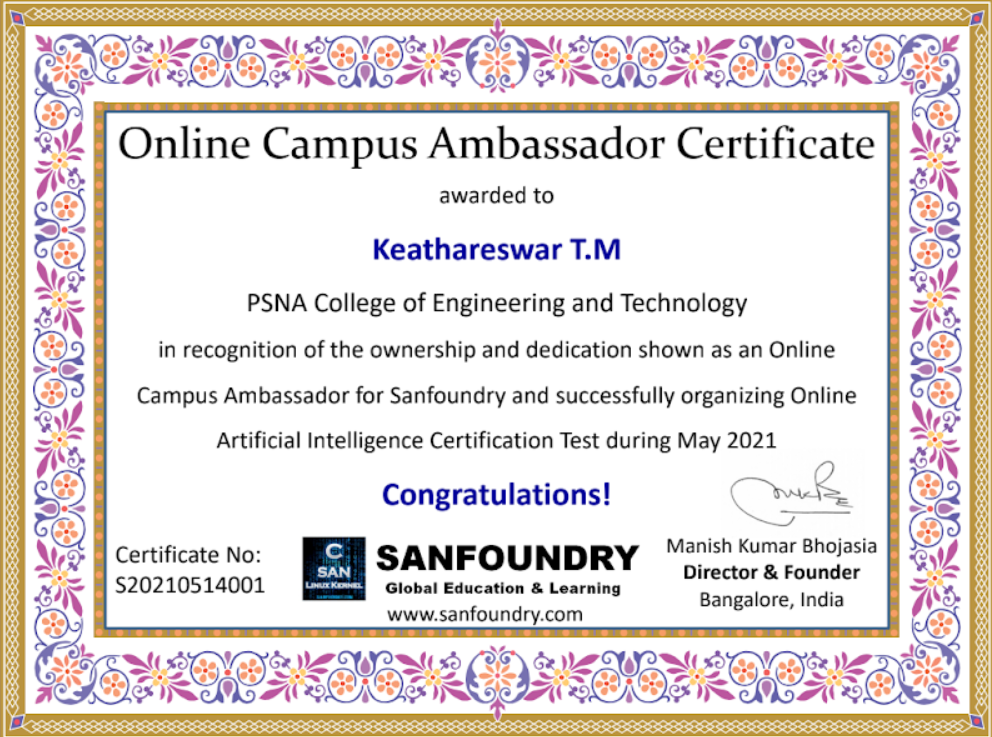 Online Campus Ambassador Certificate
awarded to
Keathareswar T.M
PSNA College of Engineering and Technology
in recognition of the ownership and dedication shown as an Online
Campus Ambassador for Sanfoundry and successfully organizing Online
Artificial Intelligence Certification Test during May 2021
Congratulations!
Certificate No:
S20210514001
C
SAN
LINUX KERNEL
SANFOUNDRY
Global Education & Learning
www.sanfoundry.com
Manish Kumar Bhojasia
Director & Founder
Bangalore, India